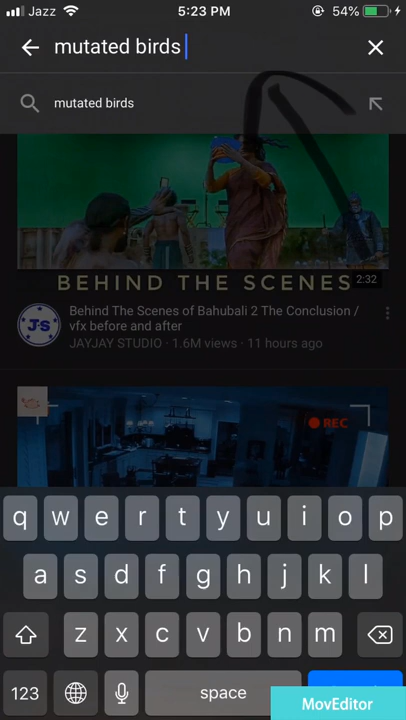 Jazz 5:23 PM 54%
mutated birds
mutated birds
BEHIND THE SCENES
2:32
J·S
Behind The Scenes of Bahubali 2 The Conclusion /
vfx before and after
JAYJAY STUDIO · 1.6M views · 11 hours ago
REC
q w e r t y u i o p
a s d f g h j k l
z x c v b n m
123 space
MovEditor